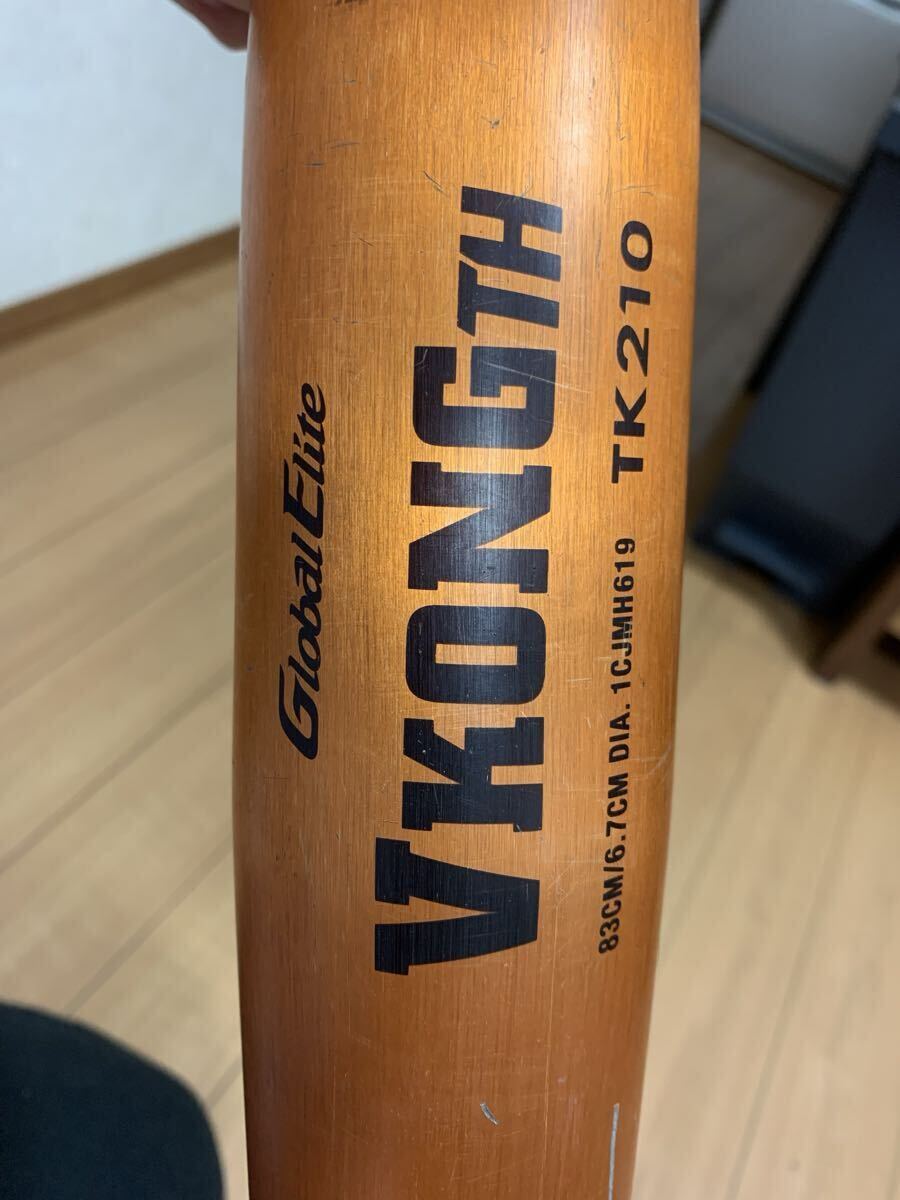 Global Elite
VKONGTH
83CM/6.7CM DIA. 1CJMH619 TK210